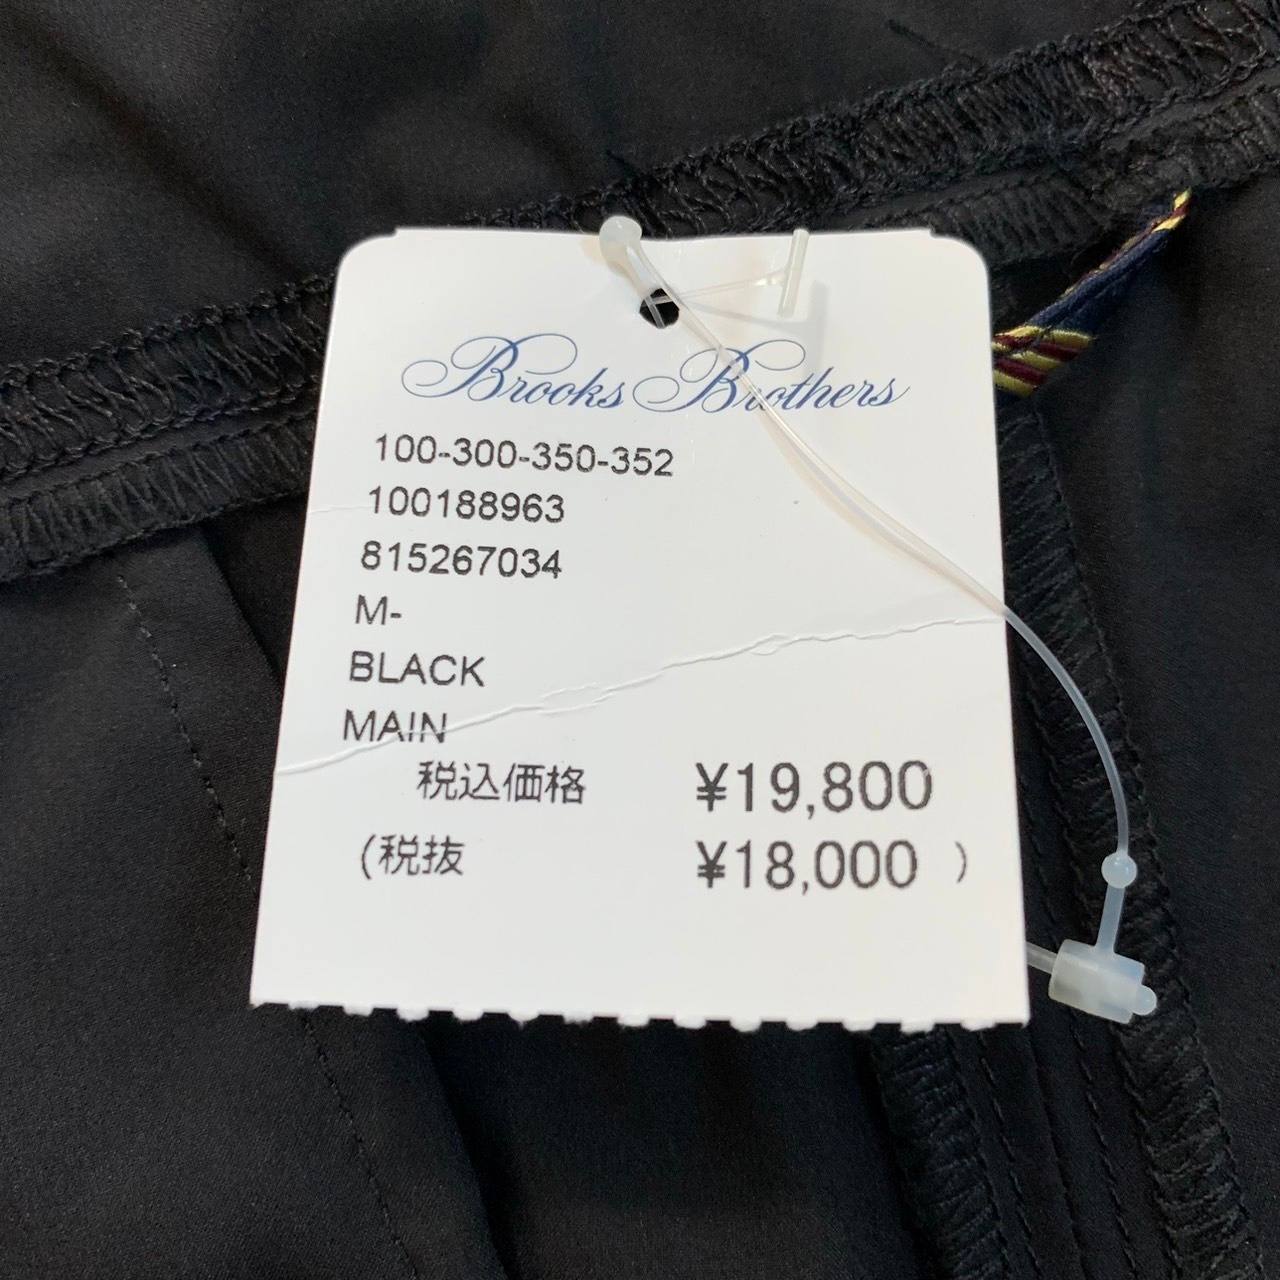 Brooks Brothers
100-300-350-352
100188963
815267034
M-
BLACK
MAIN
税込価格 ¥19,800
(税抜 ¥18,000 )